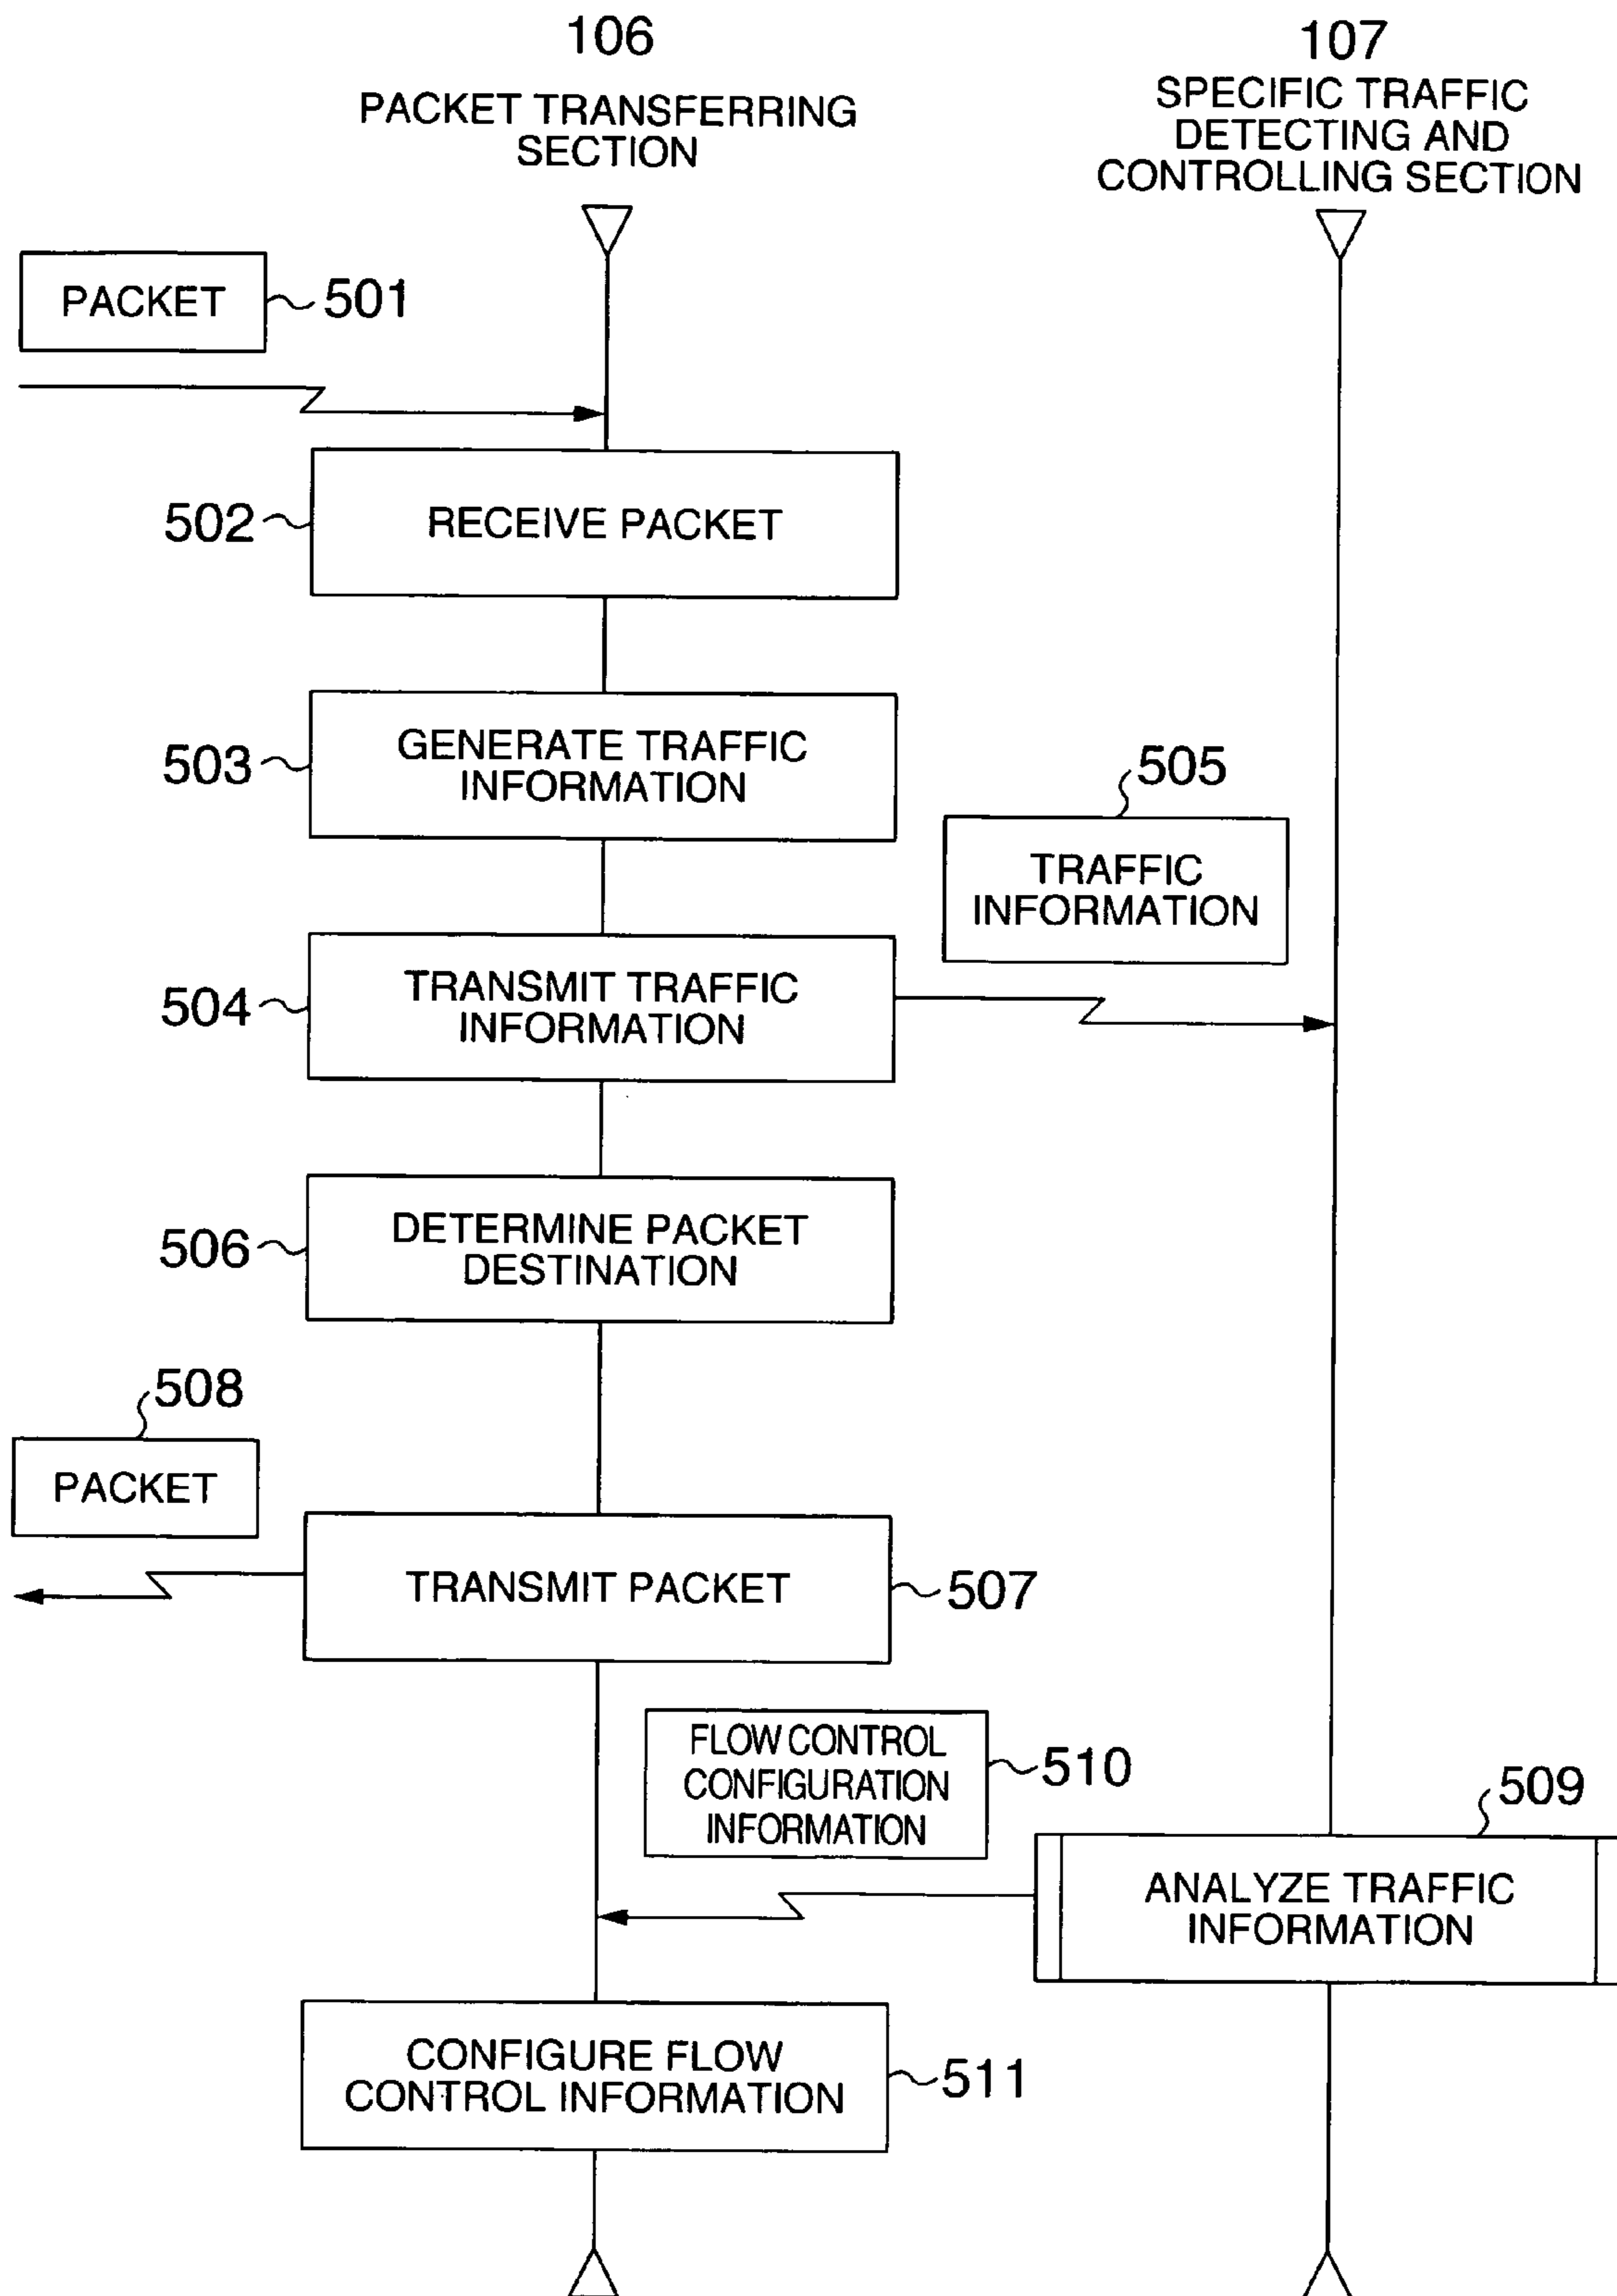 106
PACKET TRANSFERRING
SECTION
107
SPECIFIC TRAFFIC
DETECTING AND
CONTROLLING SECTION
PACKET
501
502
RECEIVE PACKET
503
GENERATE TRAFFIC
INFORMATION
505
TRAFFIC
INFORMATION
504
TRANSMIT TRAFFIC
INFORMATION
506
DETERMINE PACKET
DESTINATION
508
PACKET
TRANSMIT PACKET
507
FLOW CONTROL
CONFIGURATION
INFORMATION
510
509
ANALYZE TRAFFIC
INFORMATION
CONFIGURE FLOW
CONTROL INFORMATION
511